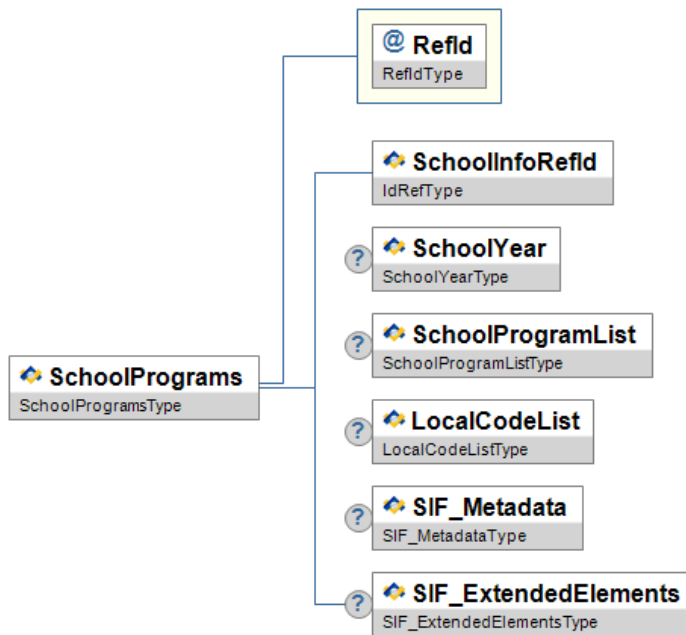 @ RefId
RefIdType
SchoolInfoRefId
IdRefType
? SchoolYear
SchoolYearType
? SchoolProgramList
SchoolProgramListType
SchoolPrograms
SchoolProgramsType
? LocalCodeList
LocalCodeListType
? SIF_Metadata
SIF_MetadataType
? SIF_ExtendedElements
SIF_ExtendedElementsType